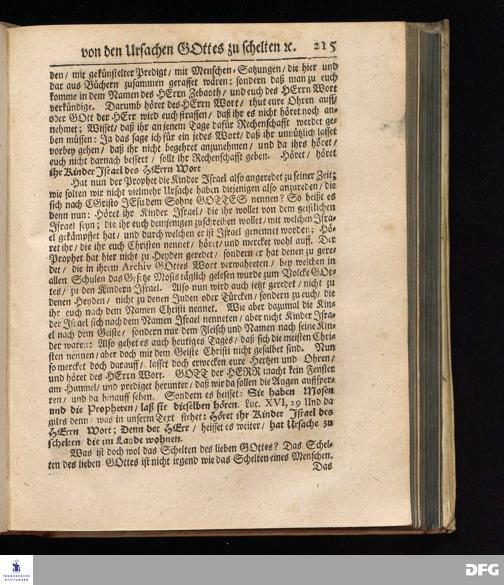 von den Ursachen GOttes zu schelten ꝛc. 215
den/ mit gekünstelter Predigt/ mit Menschen-Satzungen, die hier und
dar aus Büchern zusammen geraffet wären: sondern daß man zu euch
komme in dem Namen des HErrn Zebaoth/ und euch des HErrn Wort
verkündige. Darumb höret des HErrn Wort/ thut eure Ohren auff/
oder GOtt der HErr wird euch straffen/ daß ihr es nicht höret noch an-
nehmet; Wisset/ daß ihr an jenem Tage dafür Rechenschafft werdet ge-
ben müssen: Ja das sage ich für ein jedes Wort/ daß ihr unnützlich lasset
vorbey gehen/ daß ihr nicht begehret anzunehmen/ und da ihrs höret/
euch nicht darnach bessert/ sollt ihr Rechenschafft geben. Höret/ höret
ihr Kinder Israel des HErrn Wort
Hat nun der Prophet die Kinder Israel also angeredet zu seiner Zeit;
wie solten wir nicht vielmehr Ursache haben diejenigen also anzureden/ die
sich nach CHristo JEsu dem Sohne GOTTES nennen? So heißt es
denn nun: Höret ihr Kinder Israel/ die ihr wollet von dem geistlichen
Israel seyn; die ihr euch demjenigen zuschreiben wollet/ mit welchem Isra-
el gekämpffet hat/ und durch welchen er ist Israel genennet worden: Hö-
ret ihr/ die ihr euch Christen nennet/ höret/ und mercket wohl auff. Der
Prophet hat hier nicht zu Heyden geredet/ sondern er hat denen zu gere-
det/ die in ihrem Archiv GOttes Wort verwahreten/ bey welchen in
allen Schulen das Gesetze Mosis täglich gelesen wurde zum Volcke GOt-
tes/ zu den Kindern Israel. Also nun wird auch jetzt geredet/ nicht zu
denen Heyden/ nicht zu denen Juden oder Türcken/ sondern zu euch/ die
ihr euch nach dem Namen Christi nennet. Wie aber dazumal die Kin-
der Israel sich nach dem Namen Israel nenneten/ aber nicht Kinder Isra-
el nach dem Geiste/ sondern nur dem Fleisch und Namen nach seine Kin-
der waren: Also gehet es auch heutiges Tages/ daß sich die meisten Chris
sten nennen/ aber doch mit dem Geiste Christi nicht gesalbet sind. Nun
so mercket doch darauff/ lasset doch erwecken eure Hertzen und Ohren/
und höret des HErrn Wort. GOTT der HERR macht kein Fenster
am Himmel/ und prediget herunter/ daß wir da sollen die Augen auffsper-
ren/ und da hinauff sehen. Sondern es heisset: Sie haben Mosen
und die Propheten/ laß sie dieselben hören. Luc. XVI, 29 Und da
gilts denn/ was in unserm Text stehet: Höret ihr Kinder Israel des
HErrn Wort; Denn der HErr/ heisset es weiter/ hat Ursache zu
schelten/ die im Lande wohnen.
Was ist doch wol das Schelten des lieben GOttes? Das Schel-
ten des lieben GOttes ist nicht irgend wie das Schelten eines Menschen.
Das
FRANCKESCHE
STIFTUNGEN
DFG